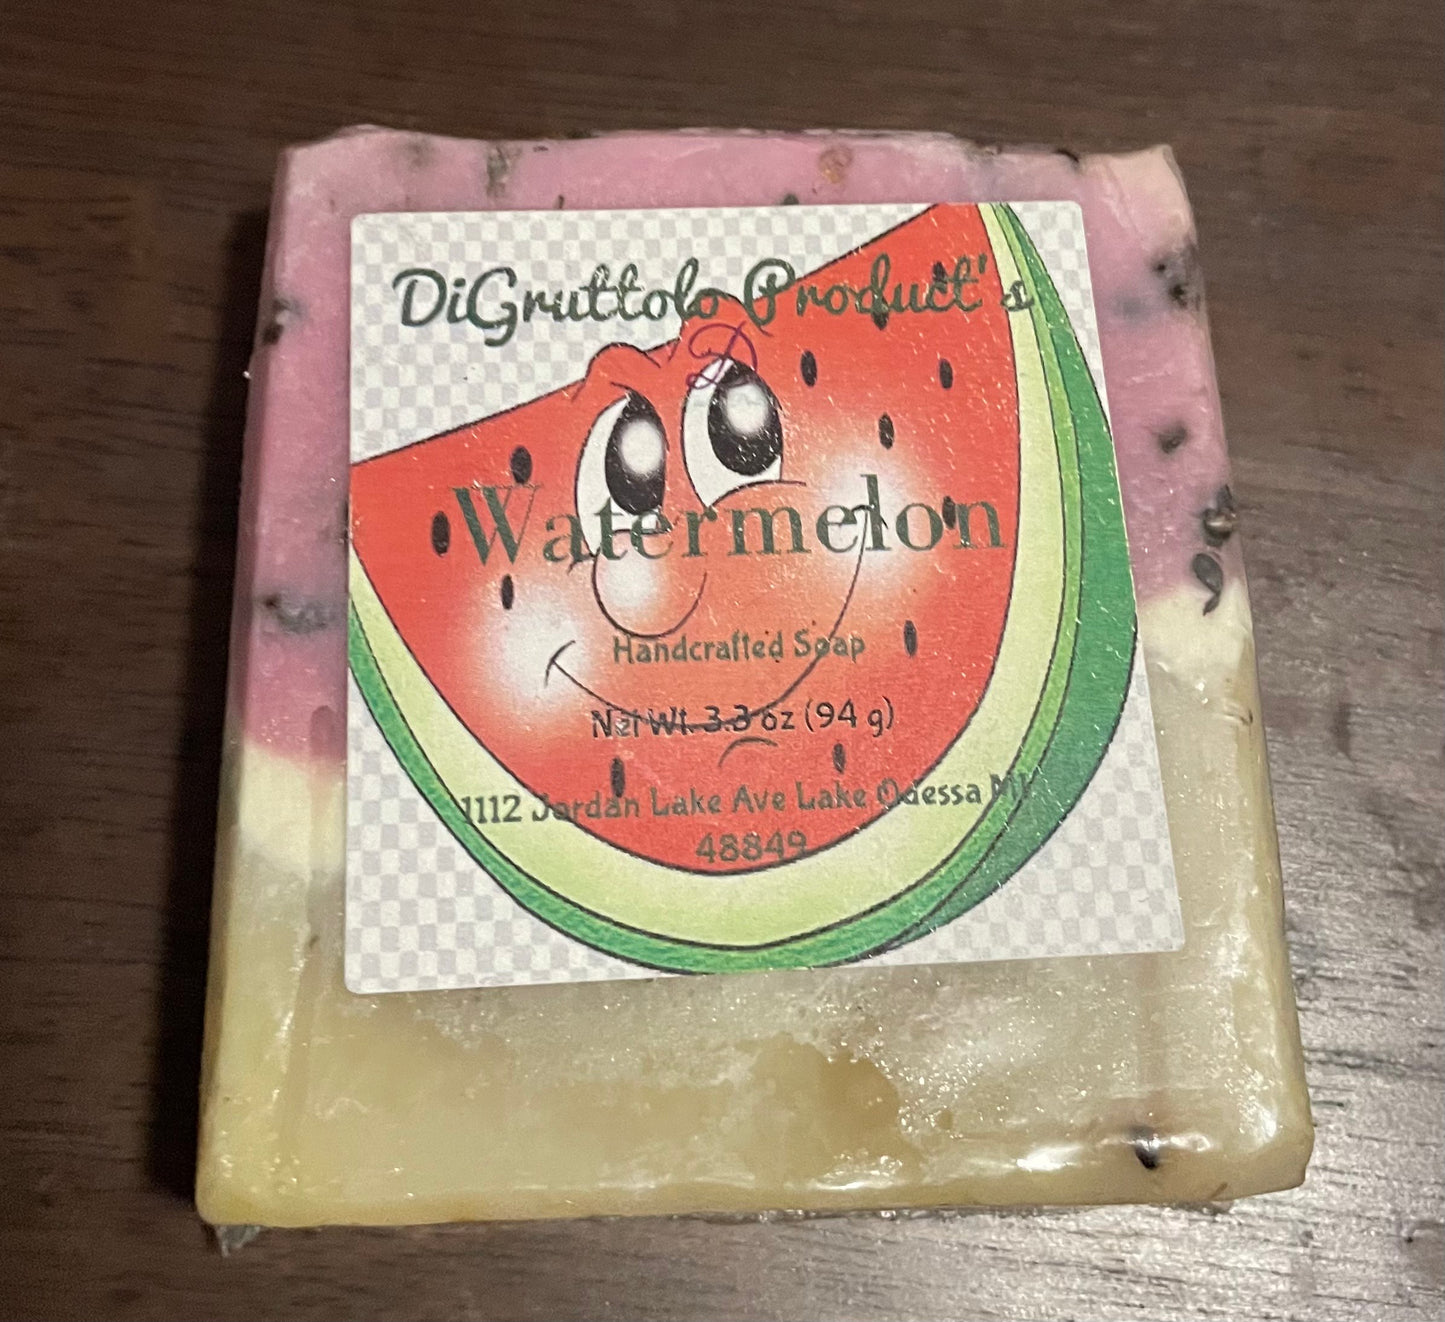 DiGruttolo Product's
Watermelon
Handcrafted Soap
Net Wt. 3.3 oz (94 g)
1112 Jordan Lake Ave Lake Odessa MI
48849